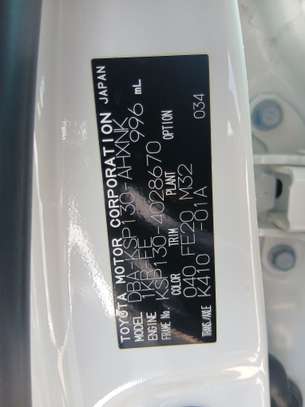 TOYOTA MOTOR CORPORATION JAPAN
MODEL DBA-KSP130-AHXNK
ENGINE 1KR-FE 996 mL
FRAME No. KSP130-4028670
COLOR TRIM PLANT OPTION
040 FE20 M32
TRANS./AXLE K410 -01A 034